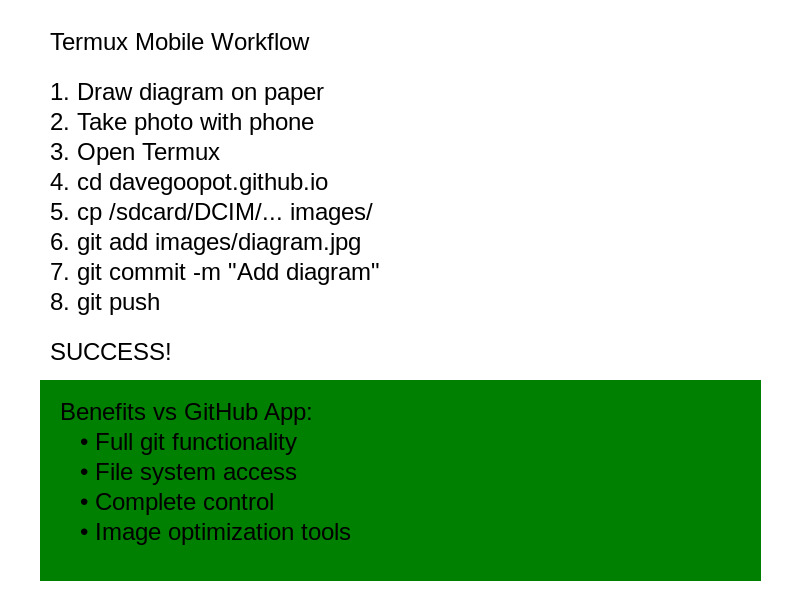 Termux Mobile Workflow
1. Draw diagram on paper
2. Take photo with phone
3. Open Termux
4. cd davegoopot.github.io
5. cp /sdcard/DCIM/... images/
6. git add images/diagram.jpg
7. git commit -m "Add diagram"
8. git push
SUCCESS!
Benefits vs GitHub App:
• Full git functionality
• File system access
• Complete control
• Image optimization tools